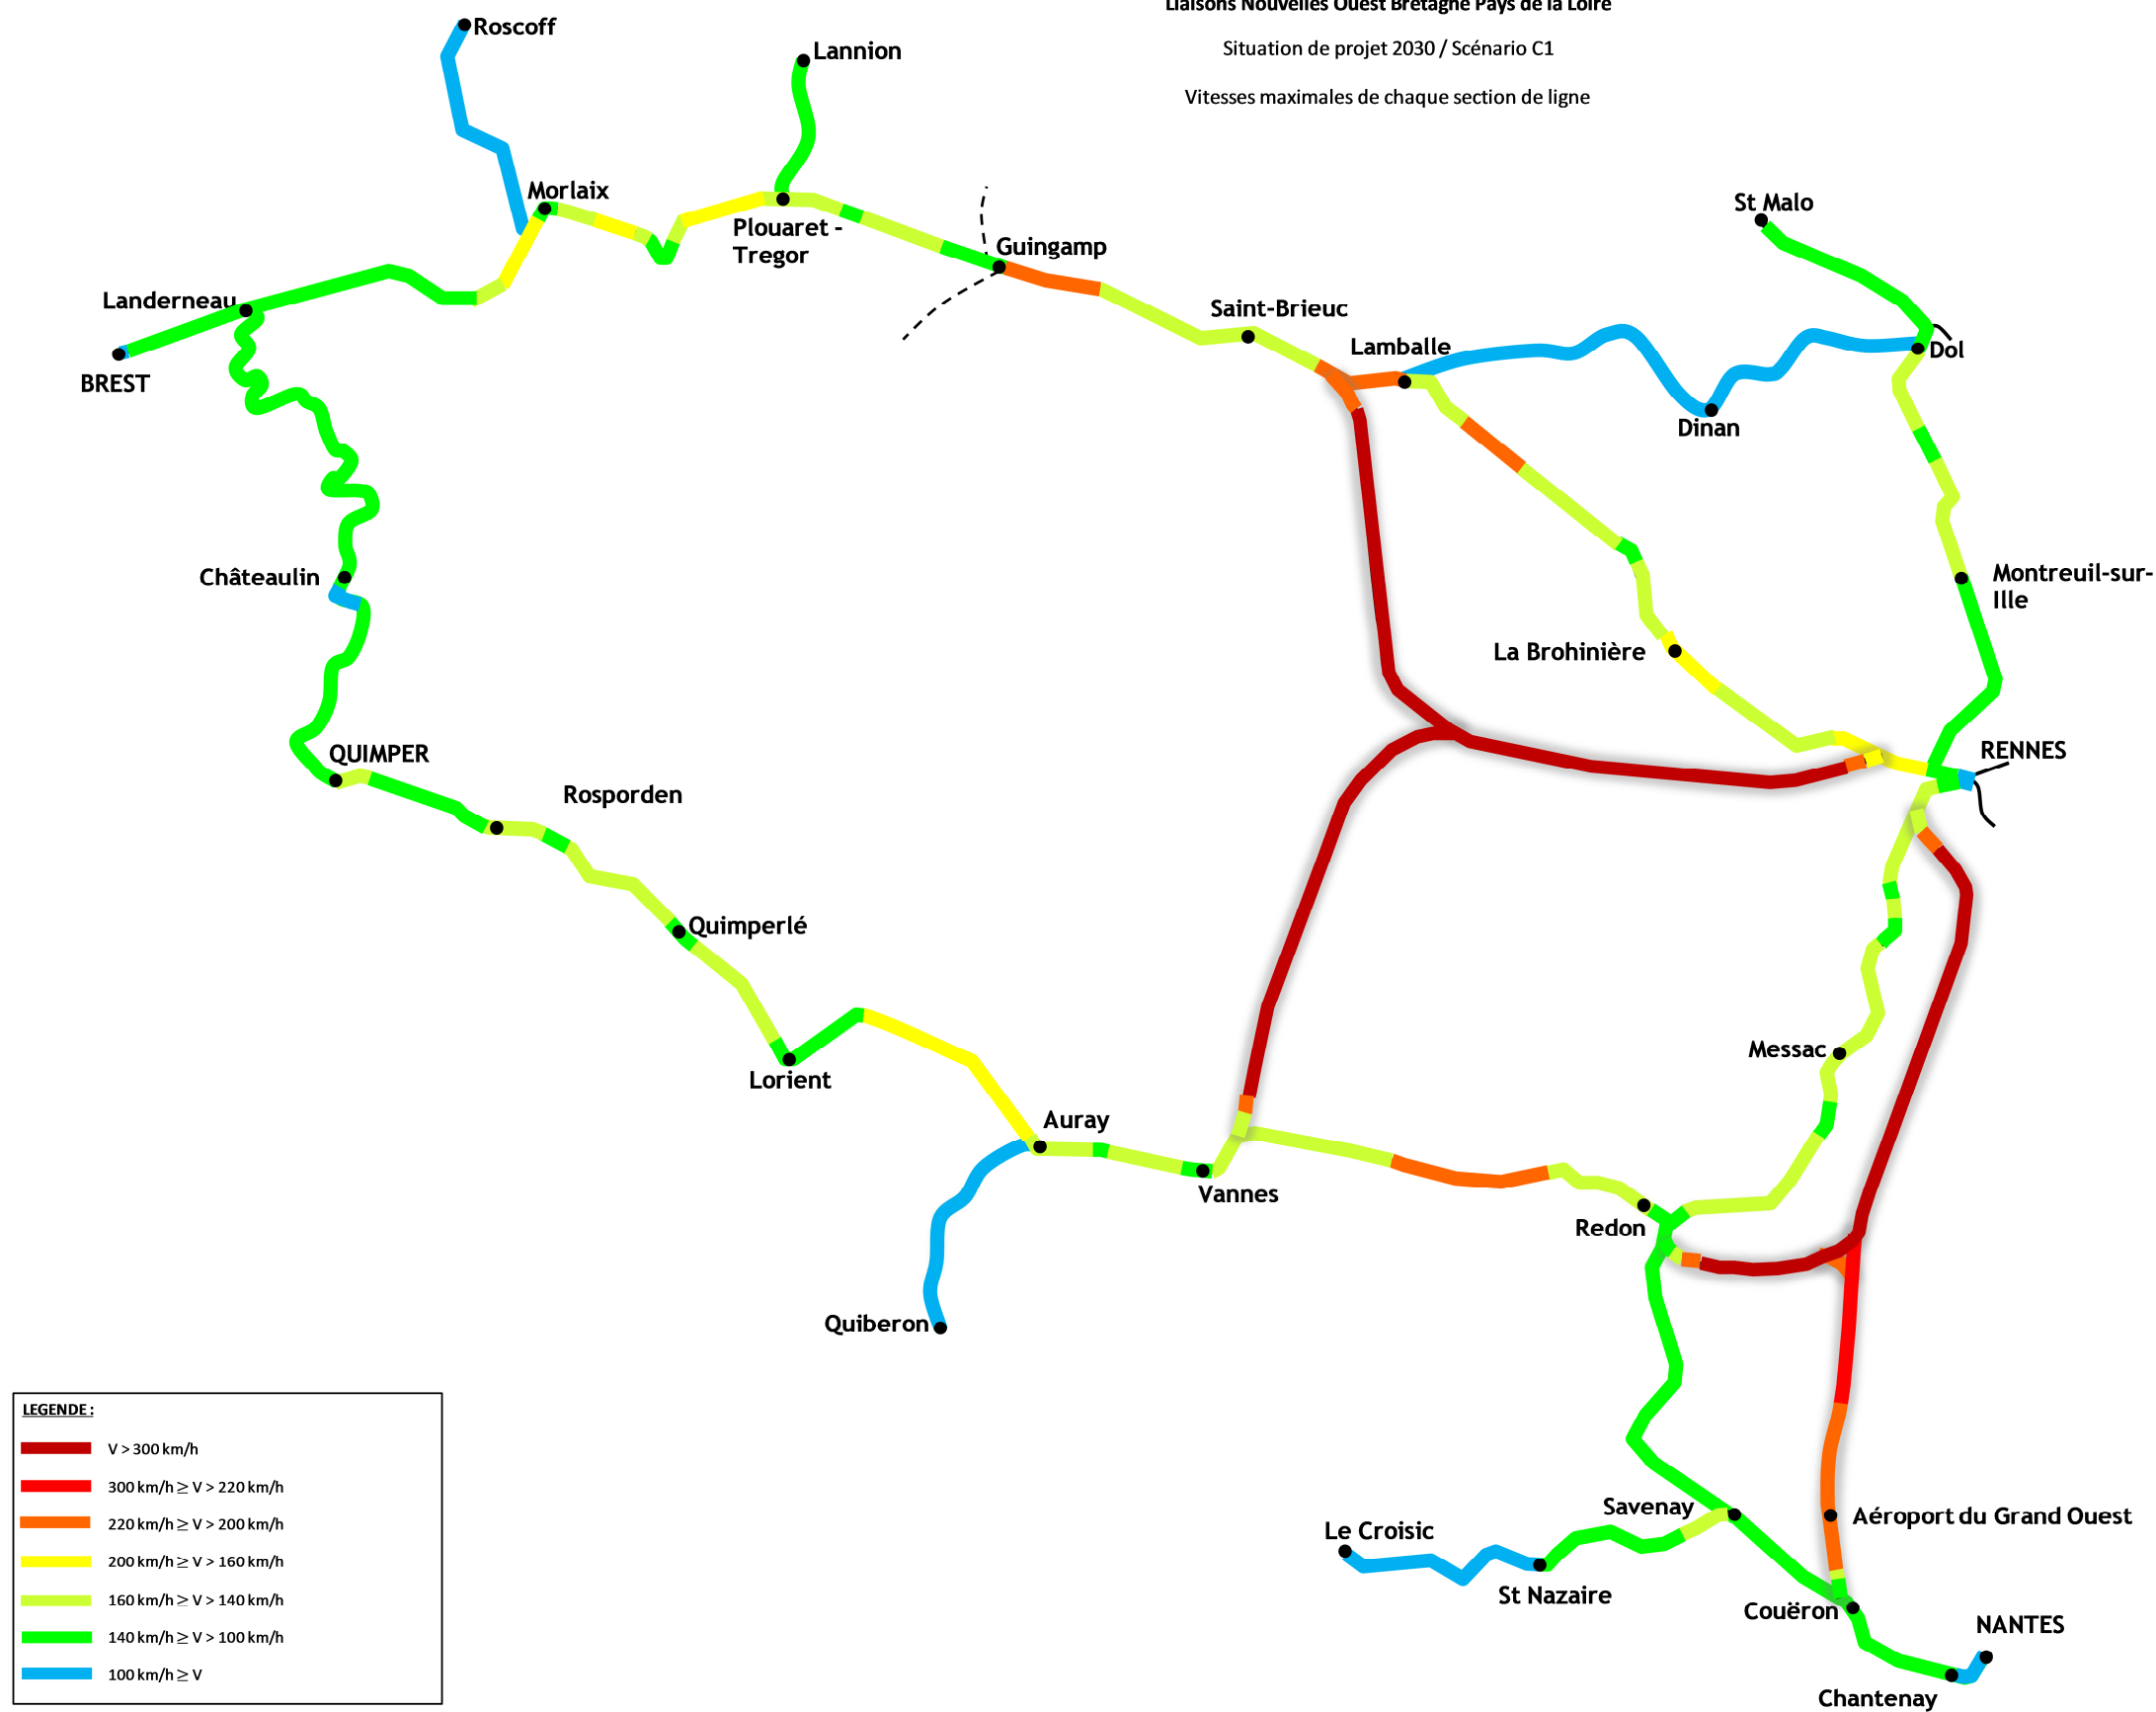 Liaisons Nouvelles Ouest Bretagne Pays de la Loire
Situation de projet 2030 / Scénario C1
Vitesses maximales de chaque section de ligne
Roscoff
Lannion
Morlaix
Plouaret -
Tregor
Guingamp
St Malo
Landerneau
BREST
Saint-Brieuc
Lamballe
Dol
Dinan
Châteaulin
Montreuil-sur-
Ille
La Brohinière
QUIMPER
RENNES
Rosporden
Quimperlé
Messac
Lorient
Auray
Vannes
Redon
Quiberon
LEGENDE :
V > 300 km/h
300 km/h ≥ V > 220 km/h
220 km/h ≥ V > 200 km/h
200 km/h ≥ V > 160 km/h
160 km/h ≥ V > 140 km/h
140 km/h ≥ V > 100 km/h
100 km/h ≥ V
Savenay
Aéroport du Grand Ouest
Le Croisic
St Nazaire
Couëron
NANTES
Chantenay